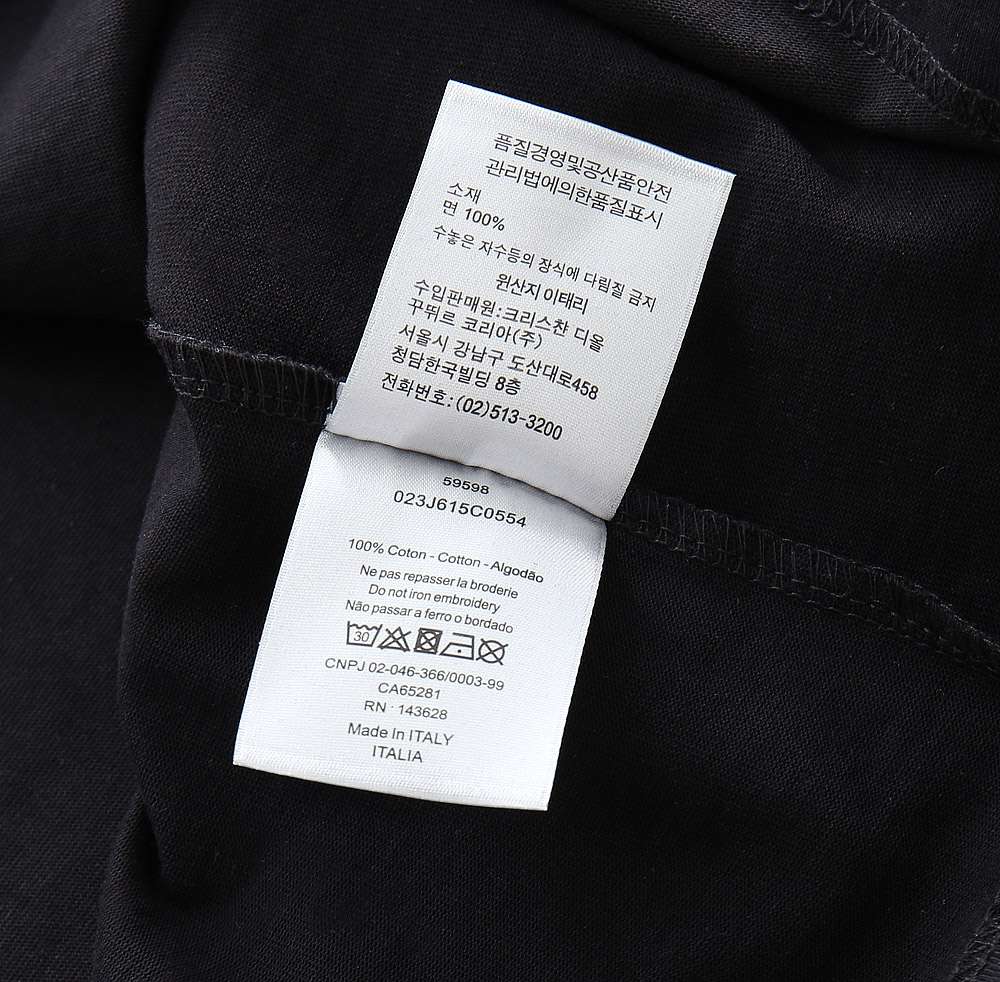 품질경영및공산품안전
관리법에의한품질표시
소재
면 100%
수놓은 자수등의 장식에 다림질 금지
원산지 이태리
수입판매원:크리스챤 디올
꾸뛰르 코리아(주)
서울시 강남구 도산대로458
청담한국빌딩 8층
전화번호:(02)513-3200
59598
023J615C0554
100% Coton - Cotton - Algodão
Ne pas repasser la broderie
Do not iron embroidery
Não passar a ferro o bordado
30
CNPJ 02-046-366/0003-99
CA65281
RN · 143628
Made In ITALY
ITALIA